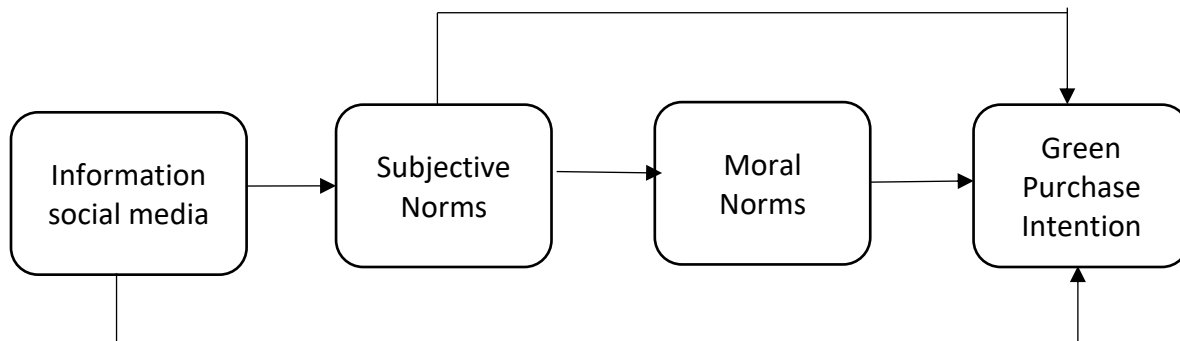 Information
social media
Subjective
Norms
Moral
Norms
Green
Purchase
Intention